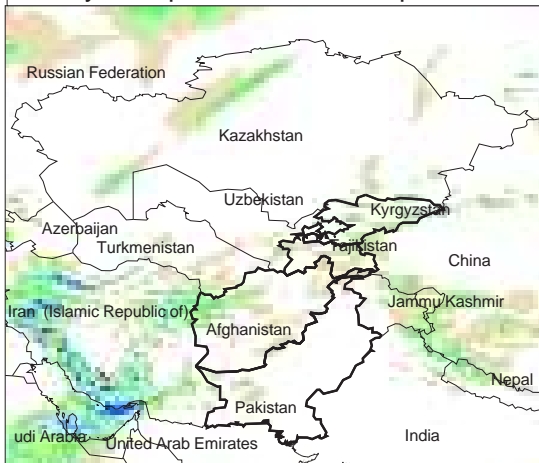 Russian Federation
Kazakhstan
Uzbekistan
Kyrgyzstan
Azerbaijan
Turkmenistan
Tajikistan
China
Iran (Islamic Republic of)
Jammu Kashmir
Afghanistan
Nepal
Pakistan
udi Arabia
United Arab Emirates
India